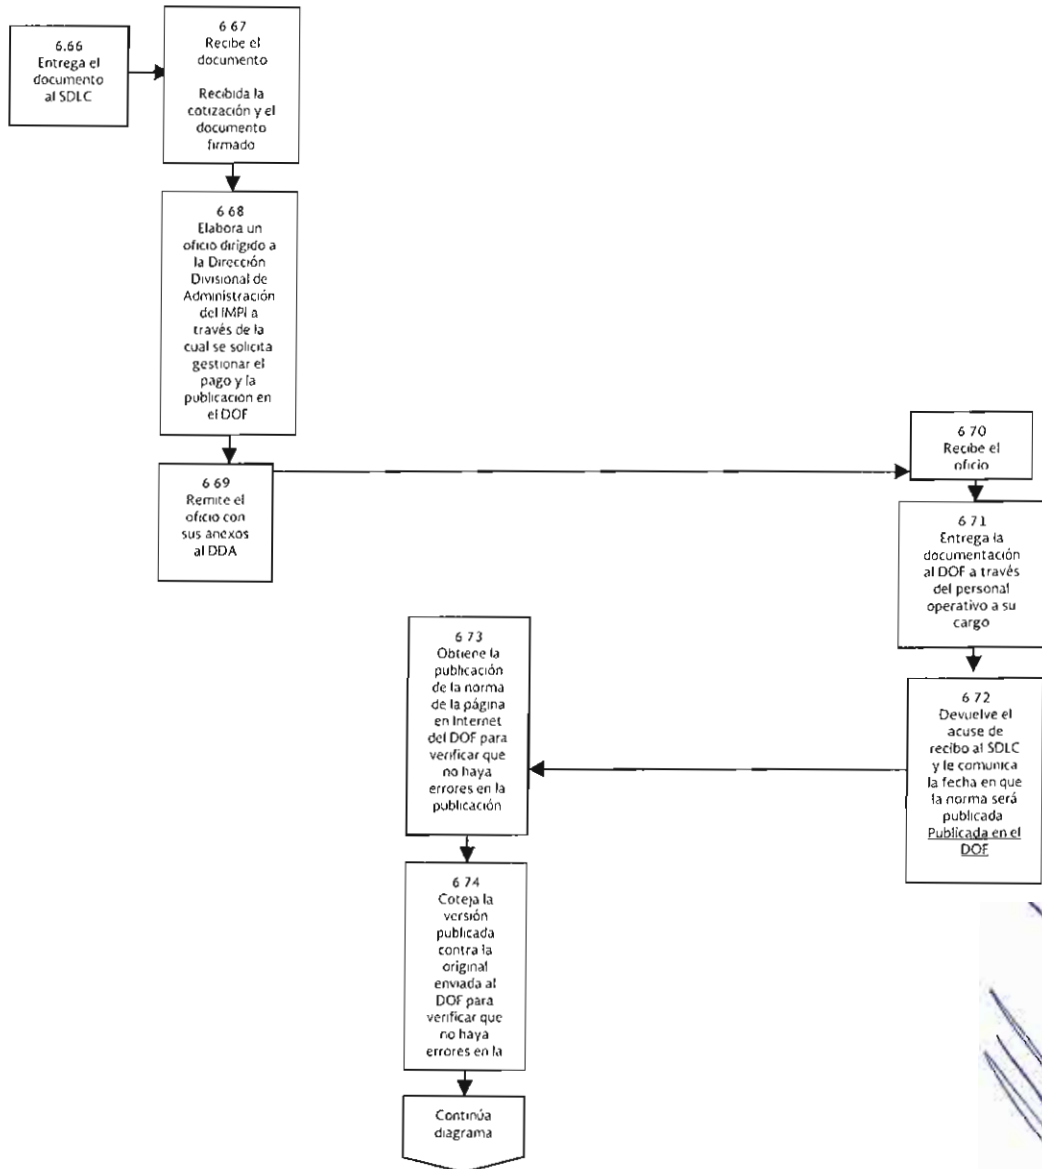 6.66
Entrega el
documento
al SDLC
6 67
Recibe el
documento
Recibida la
cotización y el
documento
firmado
6 68
Elabora un
oficio dirigido a
la Dirección
Divisional de
Administración
del IMPI a
través de la
cual se solicita
gestionar el
pago y la
publicación en
el DOF
6 69
Remite el
oficio con
sus anexos
al DDA
6 70
Recibe el
oficio
6 71
Entrega la
documentación
al DOF a través
del personal
operativo a su
cargo
6 72
Devuelve el
acuse de
recibo al SDLC
y le comunica
la fecha en que
la norma será
publicada
Publicada en el
DOF
6 73
Obtiene la
publicación
de la norma
de la página
en Internet
del DOF para
verificar que
no haya
errores en la
publicación
6 74
Coteja la
versión
publicada
contra la
original
enviada al
DOF para
verificar que
no haya
errores en la
Continúa
diagrama